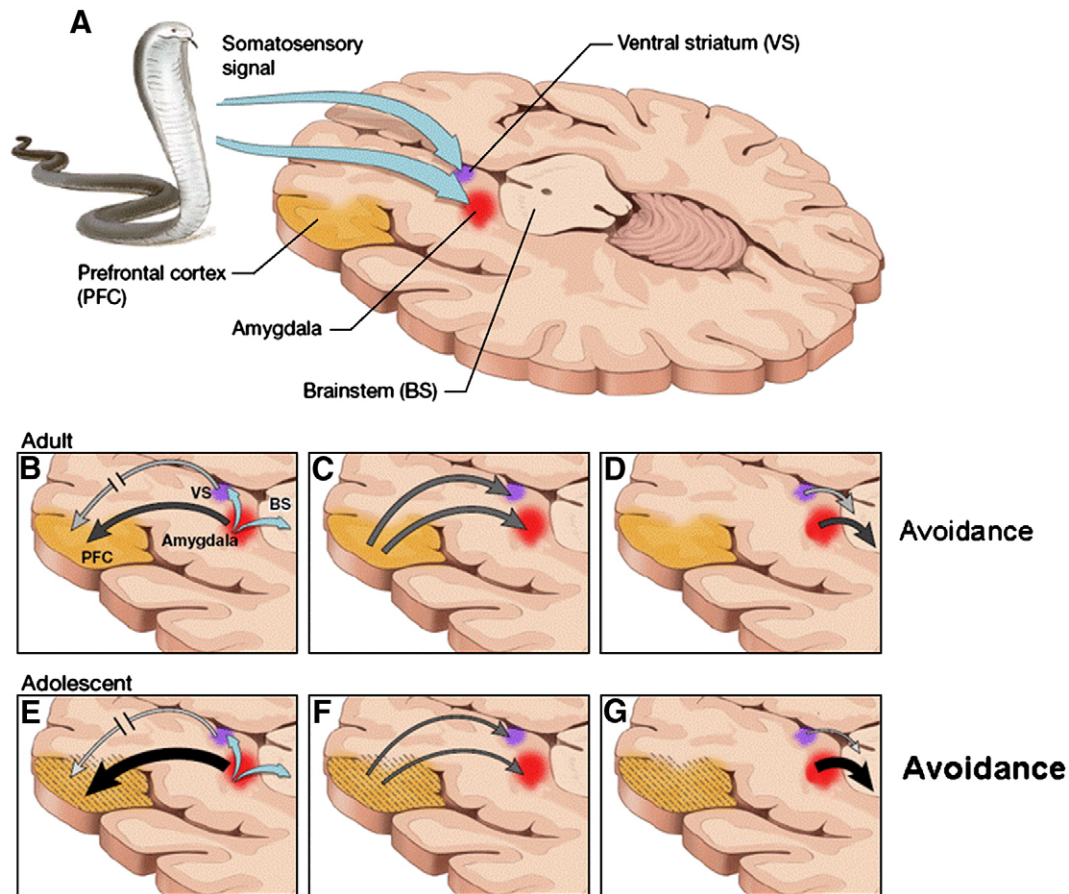 A
Somatosensory
signal
Ventral striatum (VS)
Prefrontal cortex
(PFC)
Amygdala
Brainstem (BS)
Adult
B
VS
BS
Amygdala
PFC
C
D
Avoidance
Adolescent
E
F
G
Avoidance